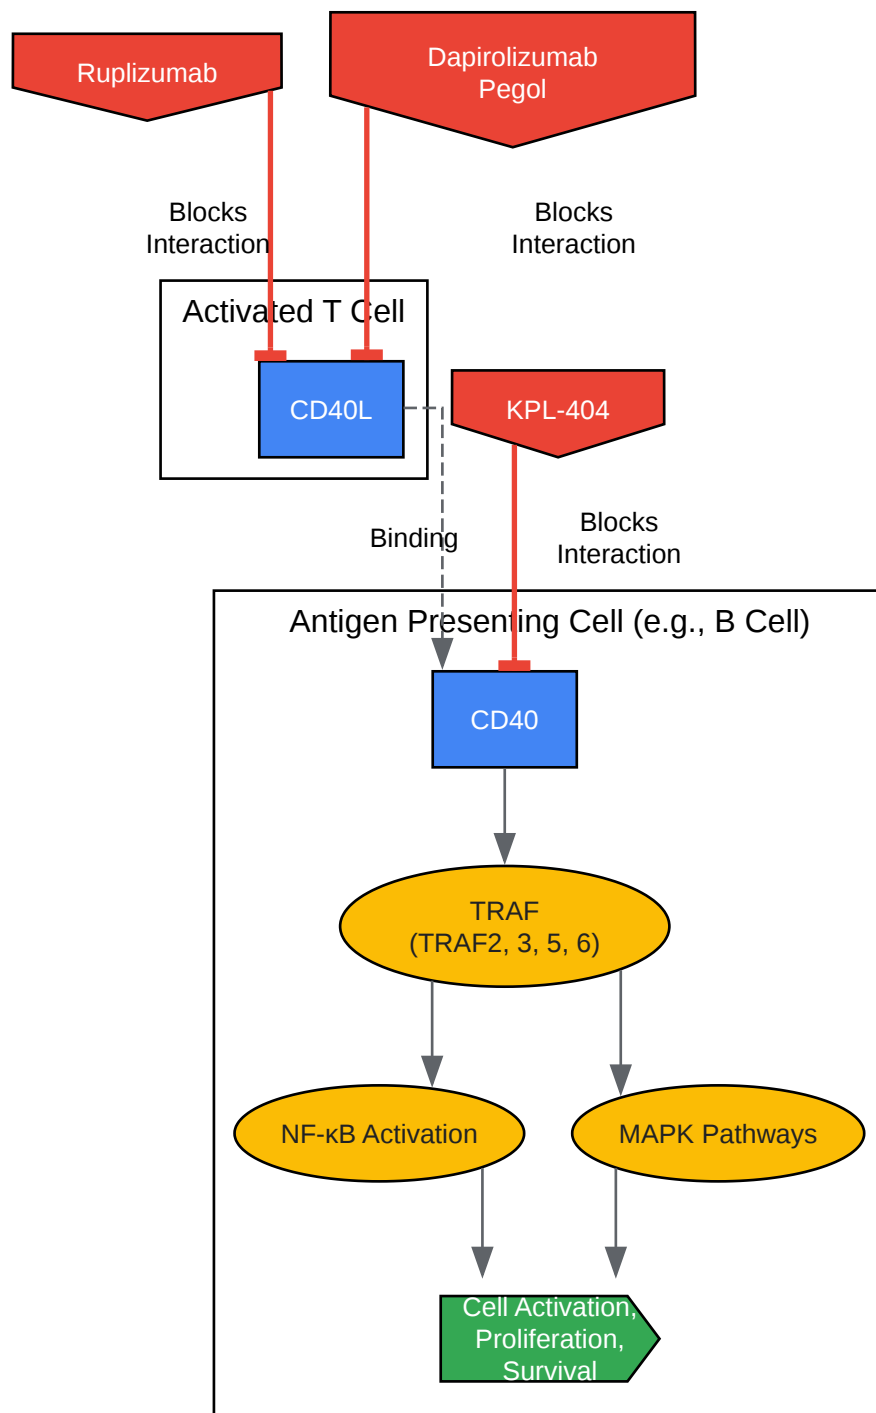 Ruplizumab
Dapirolizumab
Pegol
Blocks
Interaction
Blocks
Interaction
Activated T Cell
CD40L
KPL-404
Binding
Blocks
Interaction
Antigen Presenting Cell (e.g., B Cell)
CD40
TRAF
(TRAF2, 3, 5, 6)
NF-κB Activation
MAPK Pathways
Cell Activation,
Proliferation,
Survival